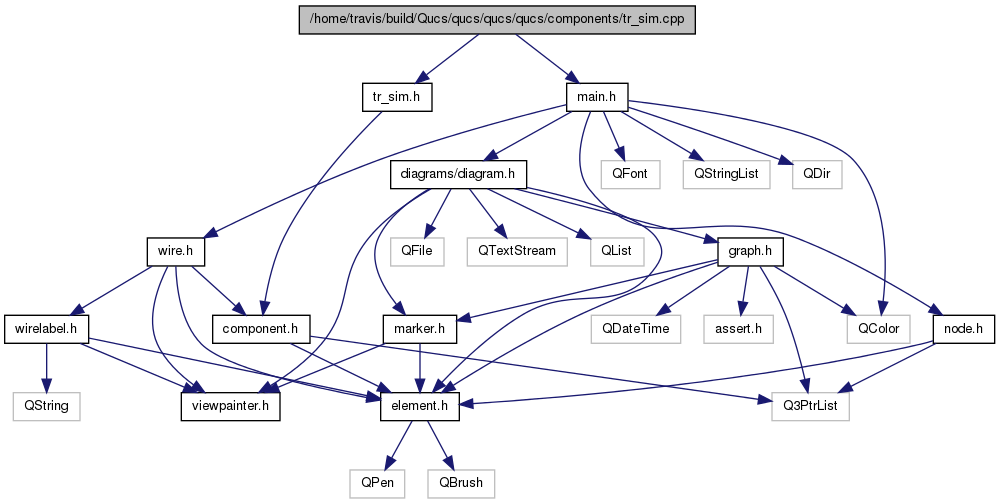 /home/travis/build/Qucs/qucs/qucs/qucs/components/tr_sim.cpp
tr_sim.h
main.h
diagrams/diagram.h
QFont
QStringList
QDir
wire.h
QFile
QTextStream
QList
graph.h
wirelabel.h
component.h
marker.h
QDateTime
assert.h
QColor
node.h
QString
viewpainter.h
element.h
Q3PtrList
QPen
QBrush